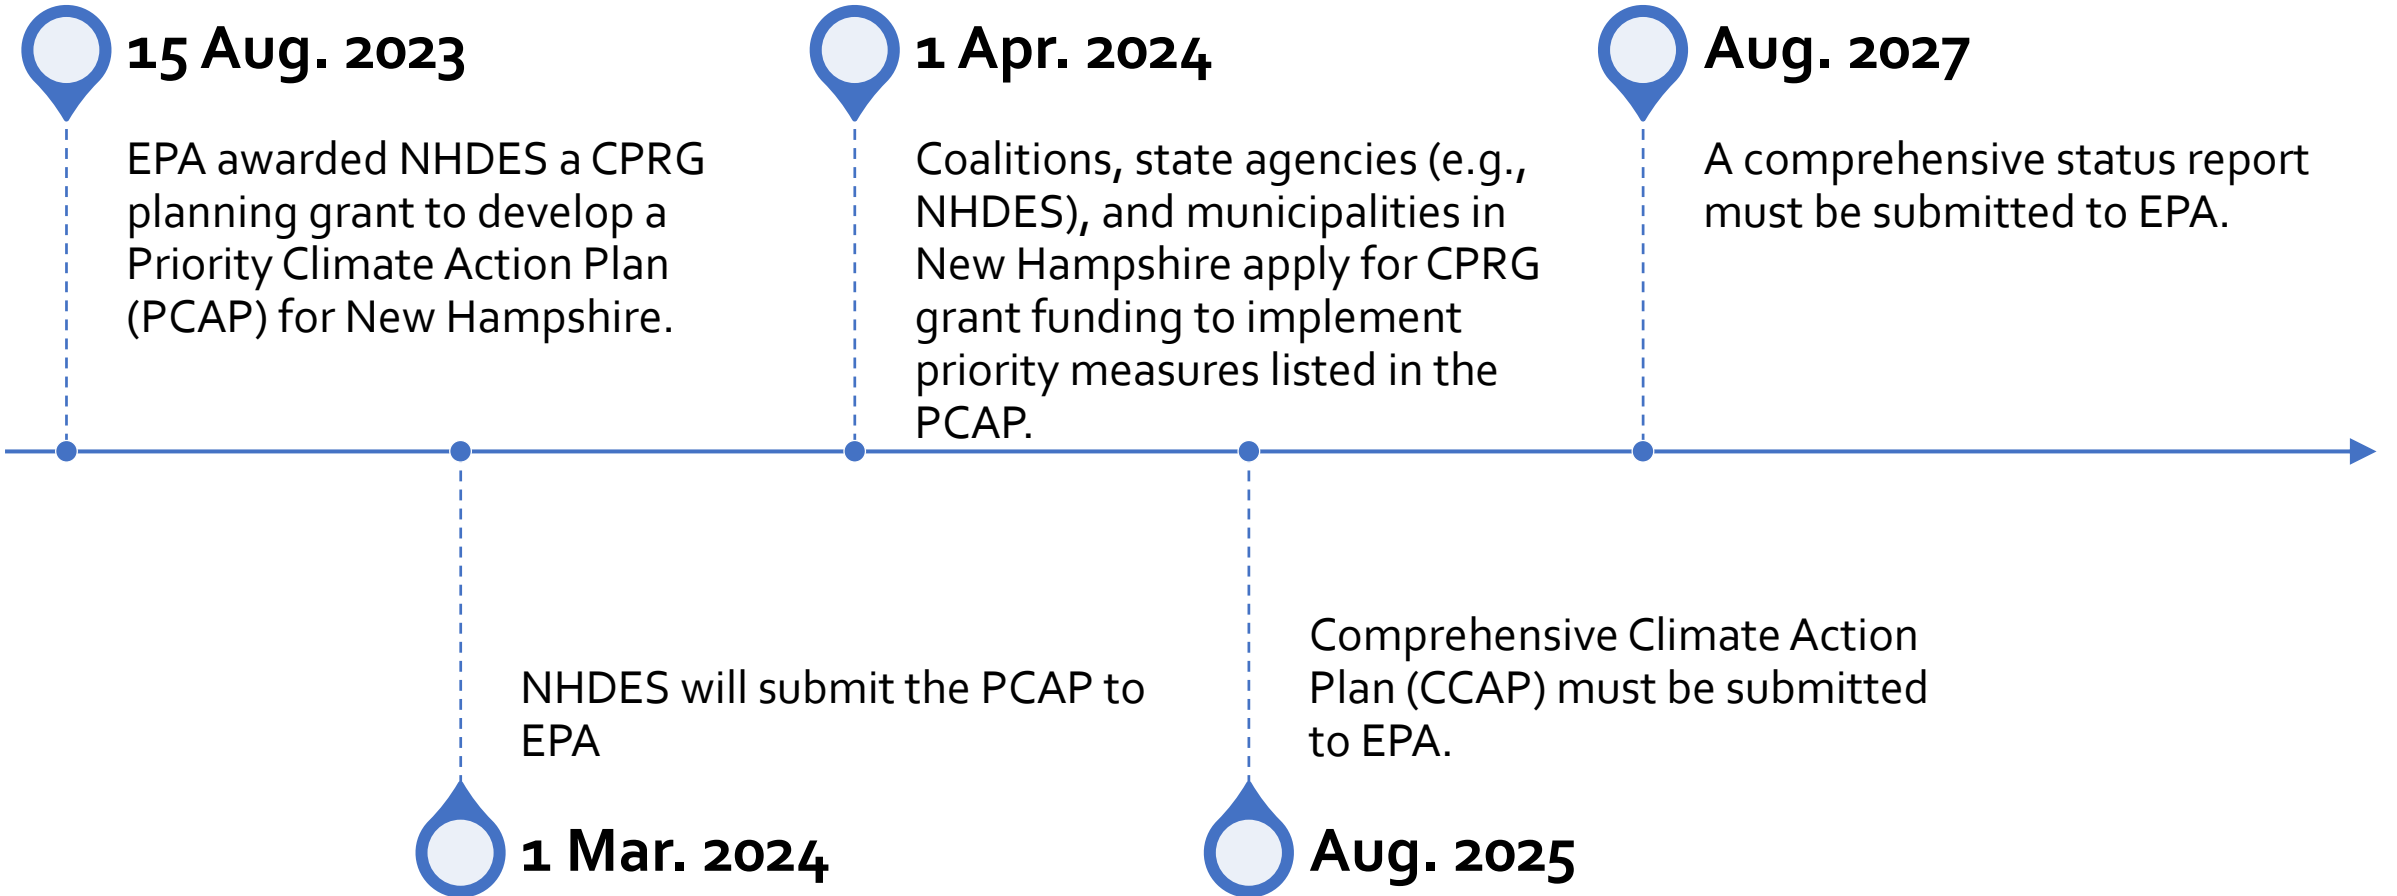 15 Aug. 2023
EPA awarded NHDES a CPRG
planning grant to develop a
Priority Climate Action Plan
(PCAP) for New Hampshire.
1 Mar. 2024
NHDES will submit the PCAP to
EPA
1 Apr. 2024
Coalitions, state agencies (e.g.,
NHDES), and municipalities in
New Hampshire apply for CPRG
grant funding to implement
priority measures listed in the
PCAP.
Aug. 2025
Comprehensive Climate Action
Plan (CCAP) must be submitted
to EPA.
Aug. 2027
A comprehensive status report
must be submitted to EPA.